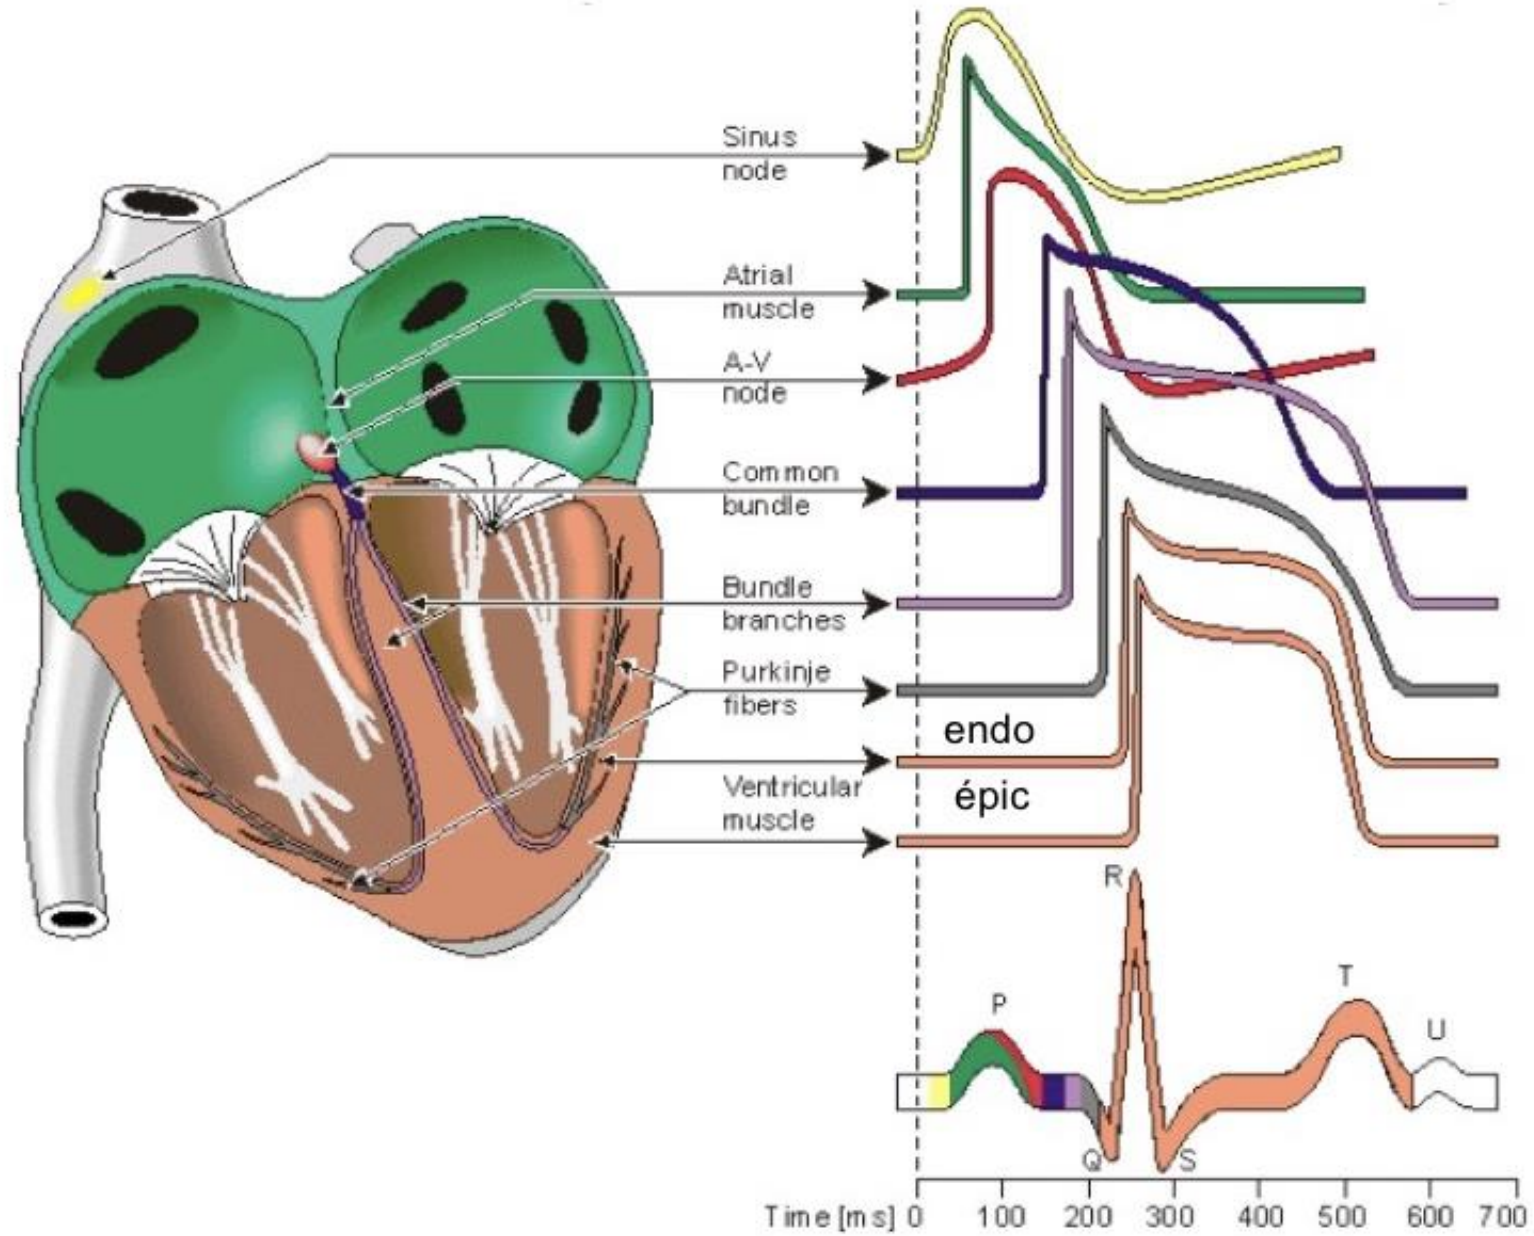 Sinus
node
Atrial
muscle
A-V
node
Common
bundle
Bundle
branches
Purkinje
fibers
endo
Ventricular
muscle
épic
R
P
T
U
Q
S
Time [ms] 0 100 200 300 400 500 600 700